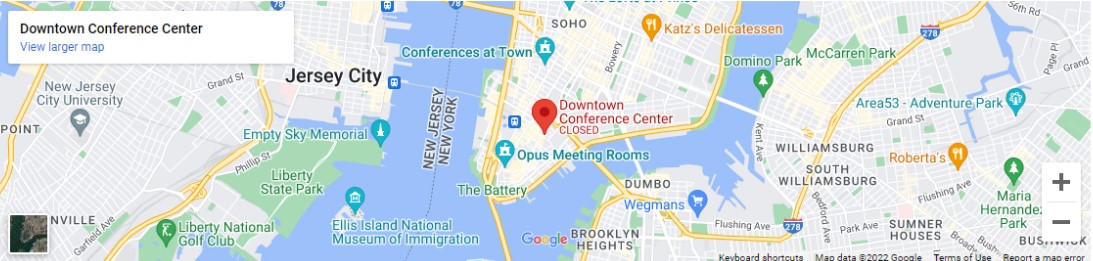 Downtown Conference Center
View larger map
SOHO
Katz's Delicatessen
278
Page Pl
Conferences at Town
Bowery
McCarren Park
Domino Park
Jersey City
Grand St
New Jersey
City University
Area53 - Adventure Park
Grand St
Downtown
Conference Center
CLOSED
POINT
Empty Sky Memorial
NEW JERSEY
NEW YORK
Kent Ave
WILLIAMSBURG
Opus Meeting Rooms
Roberta's
Phillip St
Liberty
State Park
SOUTH
WILLIAMSBURG
The Battery
DUMBO
Flushing Ave
Maria
Hernandez
Park
Wegmans
Bedford Ave
NVILLE
Garfield Ave
Liberty National
Golf Club
Ellis Island National
Museum of Immigration
Google
BROOKLYN
HEIGHTS
Flushing Ave
278
Park Ave
SUMNER
HOUSES
BUSHWICK
Keyboard shortcuts
Map data ©2022 Google
Terms of Use
Report a map error